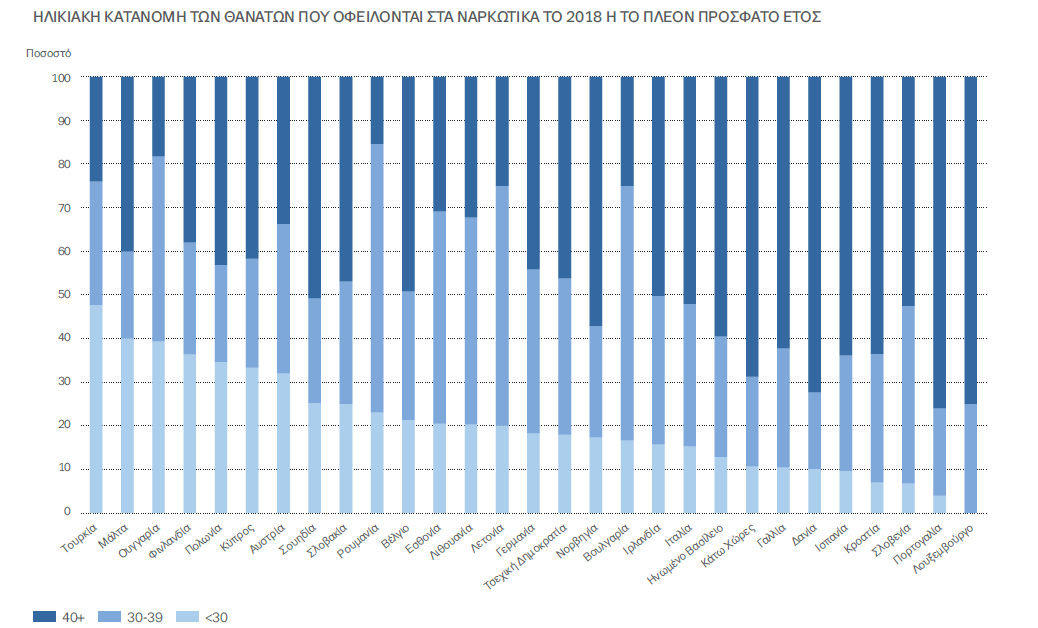 ΗΛΙΚΙΑΚΗ ΚΑΤΑΝΟΜΗ ΤΩΝ ΘΑΝΑΤΩΝ ΠΟΥ ΟΦΕΙΛΟΝΤΑΙ ΣΤΑ ΝΑΡΚΩΤΙΚΑ ΤΟ 2018 Η ΤΟ ΠΛΕΟΝ ΠΡΟΣΦΑΤΟ ΕΤΟΣ
Ποσοστό
100
90
80
70
60
50
40
30
20
10
0
Τουρκία
Μάλτα
Ουγγαρία
Φινλανδία
Πολωνία
Κύπρος
Αυστρία
Σουηδία
Σλοβακία
Ρουμανία
Βέλγιο
Εσθονία
Λιθουανία
Λετονία
Γερμανία
Τσεχική Δημοκρατία
Νορβηγία
Βουλγαρία
Ιρλανδία
Ιταλία
Ηνωμένο Βασίλειο
Κάτω Χώρες
Γαλλία
Δανία
Ισπανία
Κροατία
Σλοβενία
Πορτογαλία
Λουξεμβούργο
40+ 30-39 <30